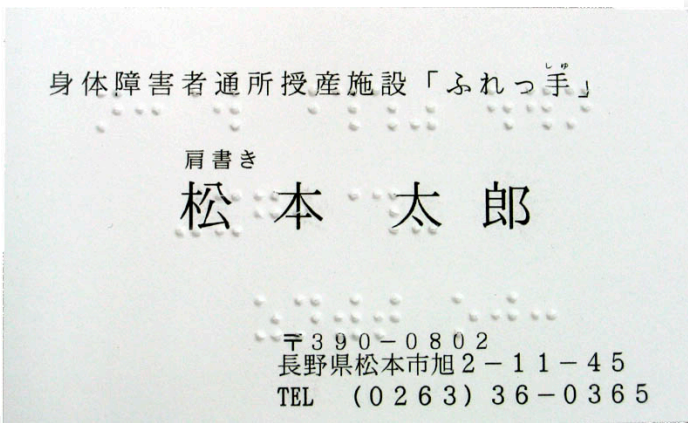 身体障害者通所授産施設「ふれっ手」
しゅ
肩書き
松本 太郎
〒390-0802
長野県松本市旭2-11-45
TEL (0263)36-0365